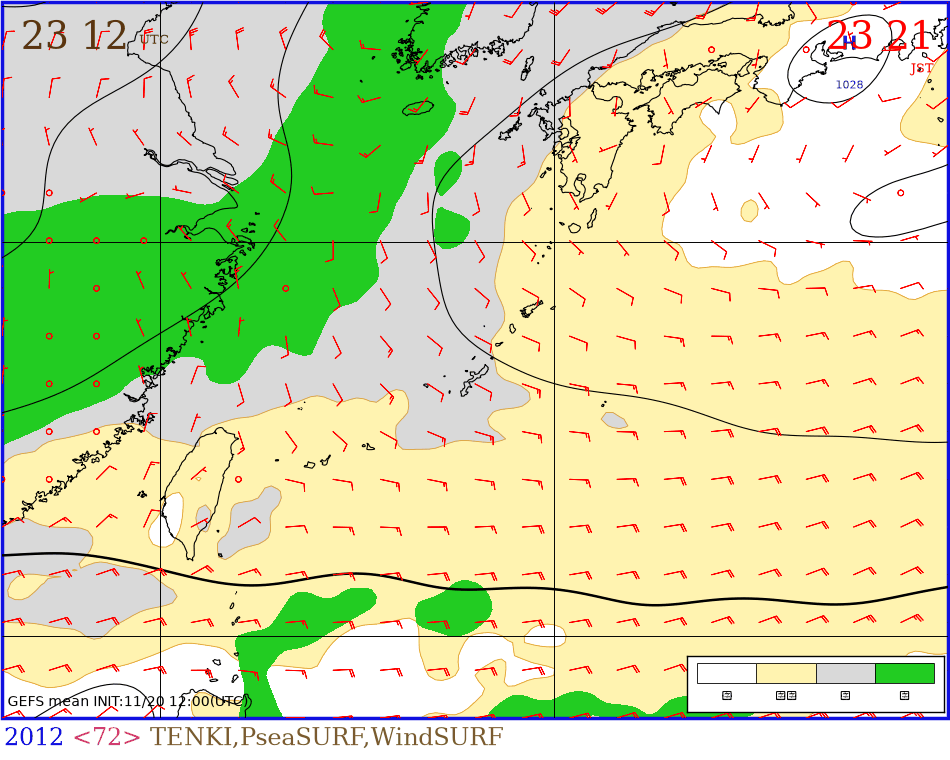 23 12 UTC
23 21 JST
H
1028
GEFS mean INIT:11/20 12:00(UTC)
2012 <72> TENKI,PseaSURF,WindSURF